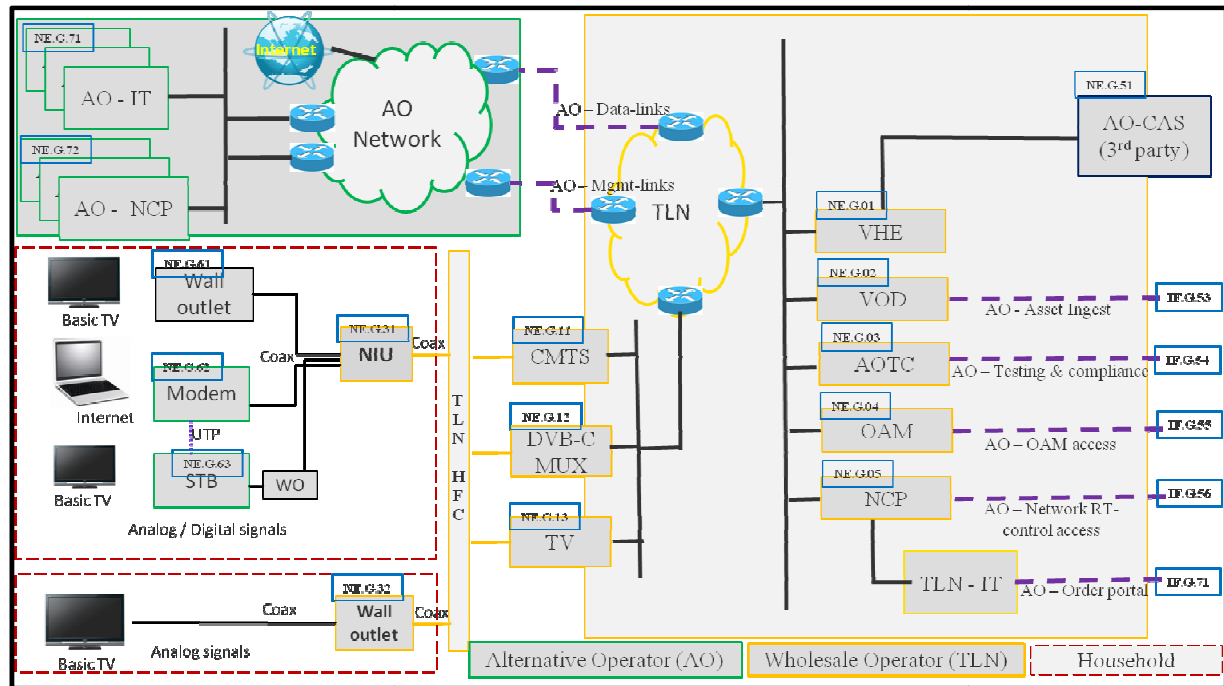 NE.G.71
AO - IT
NE.G.72
AO - NCP
Internet
AO
Network
AO – Data-links
AO – Mgmt-links
TLN
NE.G.51
AO-CAS
(3rd party)
NE.G.01
VHE
NE.G.02
VOD
AO - Asset Ingest
IF.G.53
NE.G.03
AOTC
AO – Testing & compliance
IF.G.54
NE.G.04
OAM
AO – OAM access
IF.G.55
NE.G.05
NCP
AO – Network RT-
control access
IF.G.56
TLN - IT
AO – Order portal
IF.G.71
Basic TV
NE.G.61
Wall
outlet
Internet
Coax
NE.G.62
Modem
UTP
Basic TV
NE.G.63
STB
WO
NE.G.31
NIU
Coax
Analog / Digital signals
TLN HFC
NE.G.11
CMTS
NE.G.12
DVB-C
MUX
NE.G.13
TV
Basic TV
Coax
Analog signals
NE.G.32
Wall
outlet
Coax
Alternative Operator (AO)
Wholesale Operator (TLN)
Household